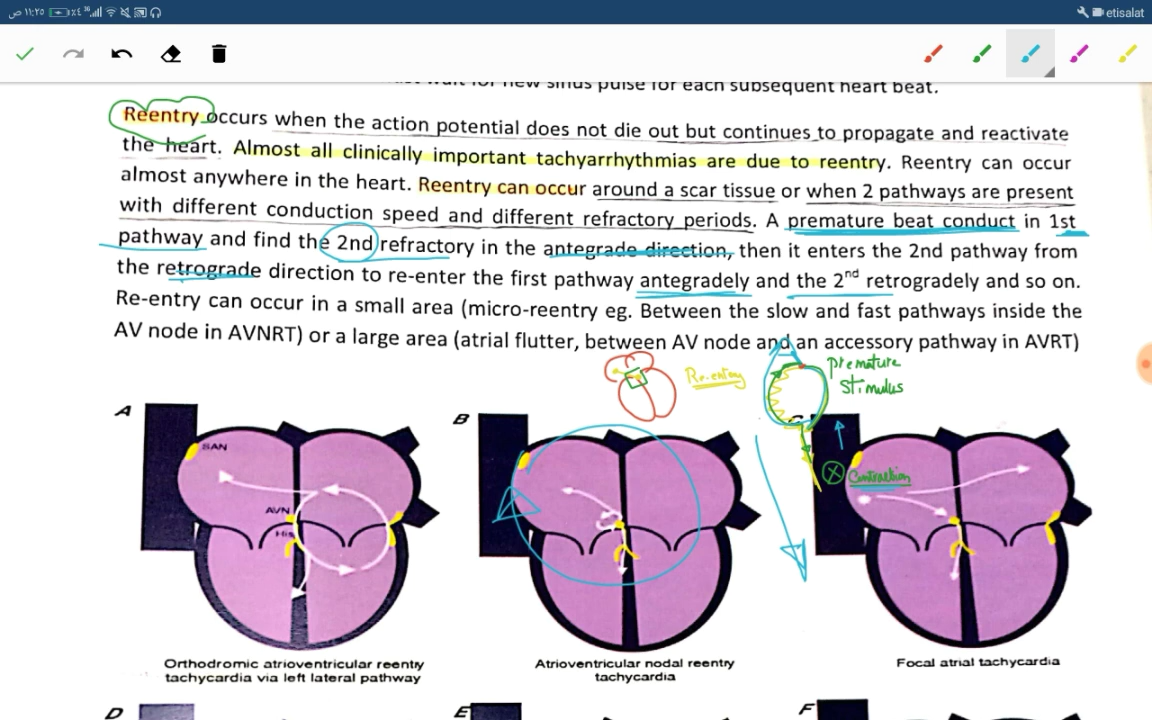 ص ١١:٢٥
٪٤
etisalat
for new sinus pulse for each subsequent heart beat.
Reentry occurs when the action potential does not die out but continues to propagate and reactivate
the heart. Almost all clinically important tachyarrhythmias are due to reentry. Reentry can occur
almost anywhere in the heart. Reentry can occur around a scar tissue or when 2 pathways are present
with different conduction speed and different refractory periods. A premature beat conduct in 1st
pathway and find the 2nd refractory in the antegrade direction, then it enters the 2nd pathway from
the retrograde direction to re-enter the first pathway antegradely and the 2nd retrogradely and so on.
Re-entry can occur in a small area (micro-reentry eg. Between the slow and fast pathways inside the
AV node in AVNRT) or a large area (atrial flutter, between AV node and an accessory pathway in AVRT)
Re-entry
premature
stimulus
Contraction
A
SAN
AVN
His
Orthodromic atrioventricular reentry
tachycardia via left lateral pathway
B
Atrioventricular nodal reentry
tachycardia
Focal atrial tachycardia
D
E
F